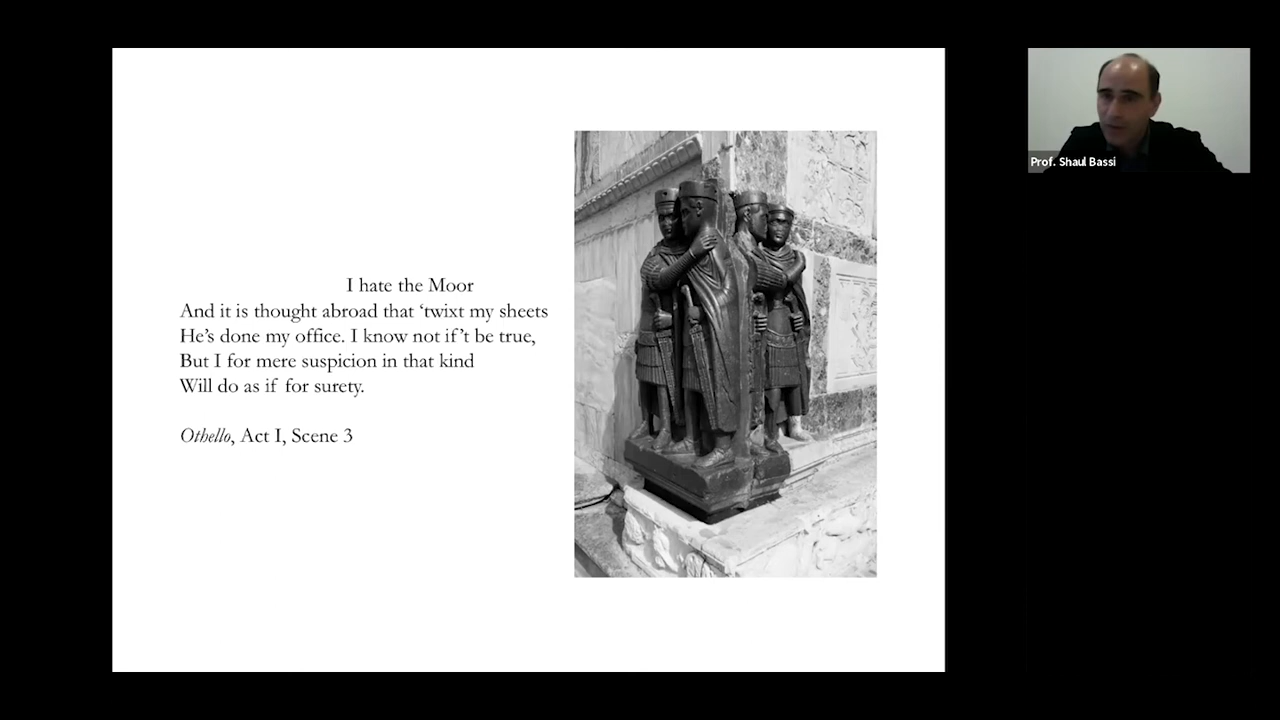 I hate the Moor
And it is thought abroad that ‘twixt my sheets
He’s done my office. I know not if’t be true,
But I for mere suspicion in that kind
Will do as if for surety.
Othello, Act I, Scene 3
Prof. Shaul Bassi